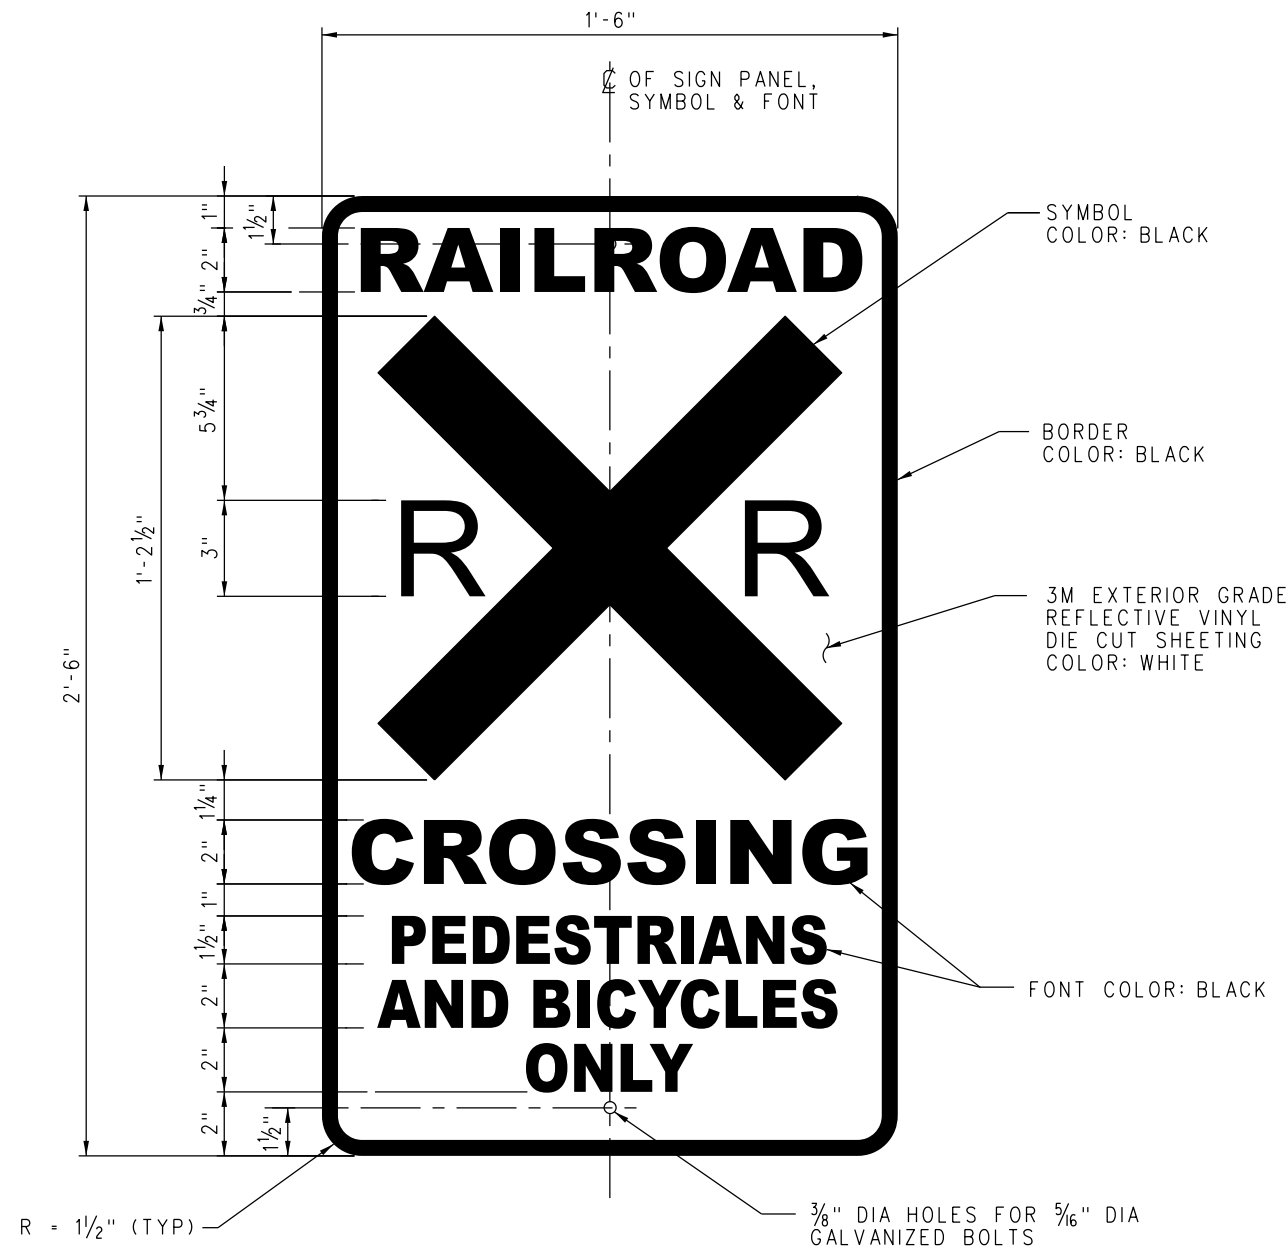 1'-6"
℄ OF SIGN PANEL,
SYMBOL & FONT
1"
1½"
2"
¾"
5¾"
3"
1'-2½"
2'-6"
1¼"
2"
1"
1½"
2"
2"
2"
1½"
RAILROAD
R R
CROSSING
PEDESTRIANS
AND BICYCLES
ONLY
SYMBOL
COLOR: BLACK
BORDER
COLOR: BLACK
3M EXTERIOR GRADE
REFLECTIVE VINYL
DIE CUT SHEETING
COLOR: WHITE
FONT COLOR: BLACK
R = 1½" (TYP)
⅜" DIA HOLES FOR 5/16" DIA
GALVANIZED BOLTS